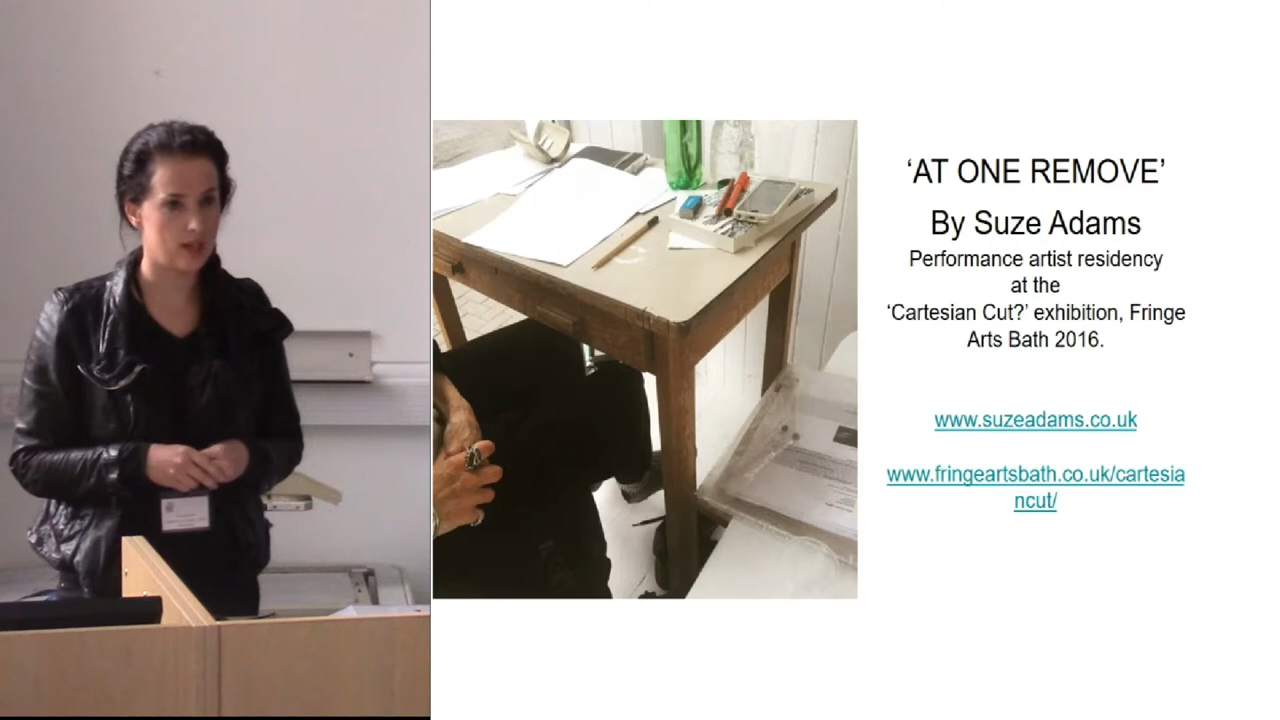 ‘AT ONE REMOVE’
By Suze Adams
Performance artist residency
at the
‘Cartesian Cut?’ exhibition, Fringe
Arts Bath 2016.
www.suzeadams.co.uk
www.fringeartsbath.co.uk/cartesia
ncut/